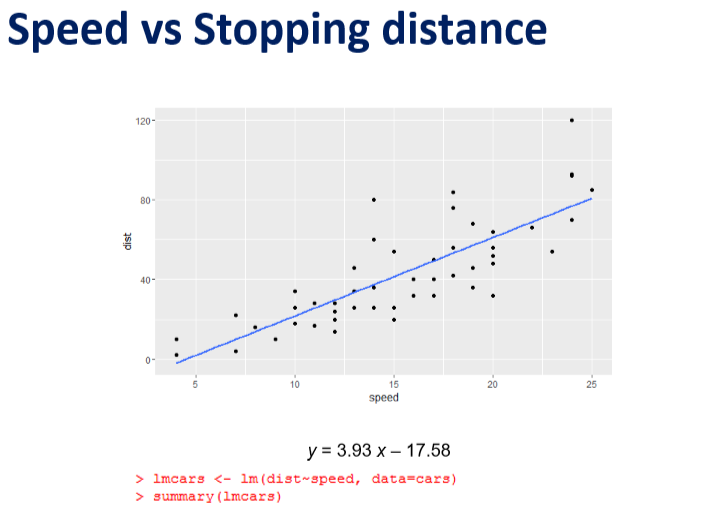 Speed vs Stopping distance
120
80
dist
40
0
5 10 15 20 25
speed
y = 3.93 x – 17.58
> lmcars <- lm(dist~speed, data=cars)
> summary(lmcars)